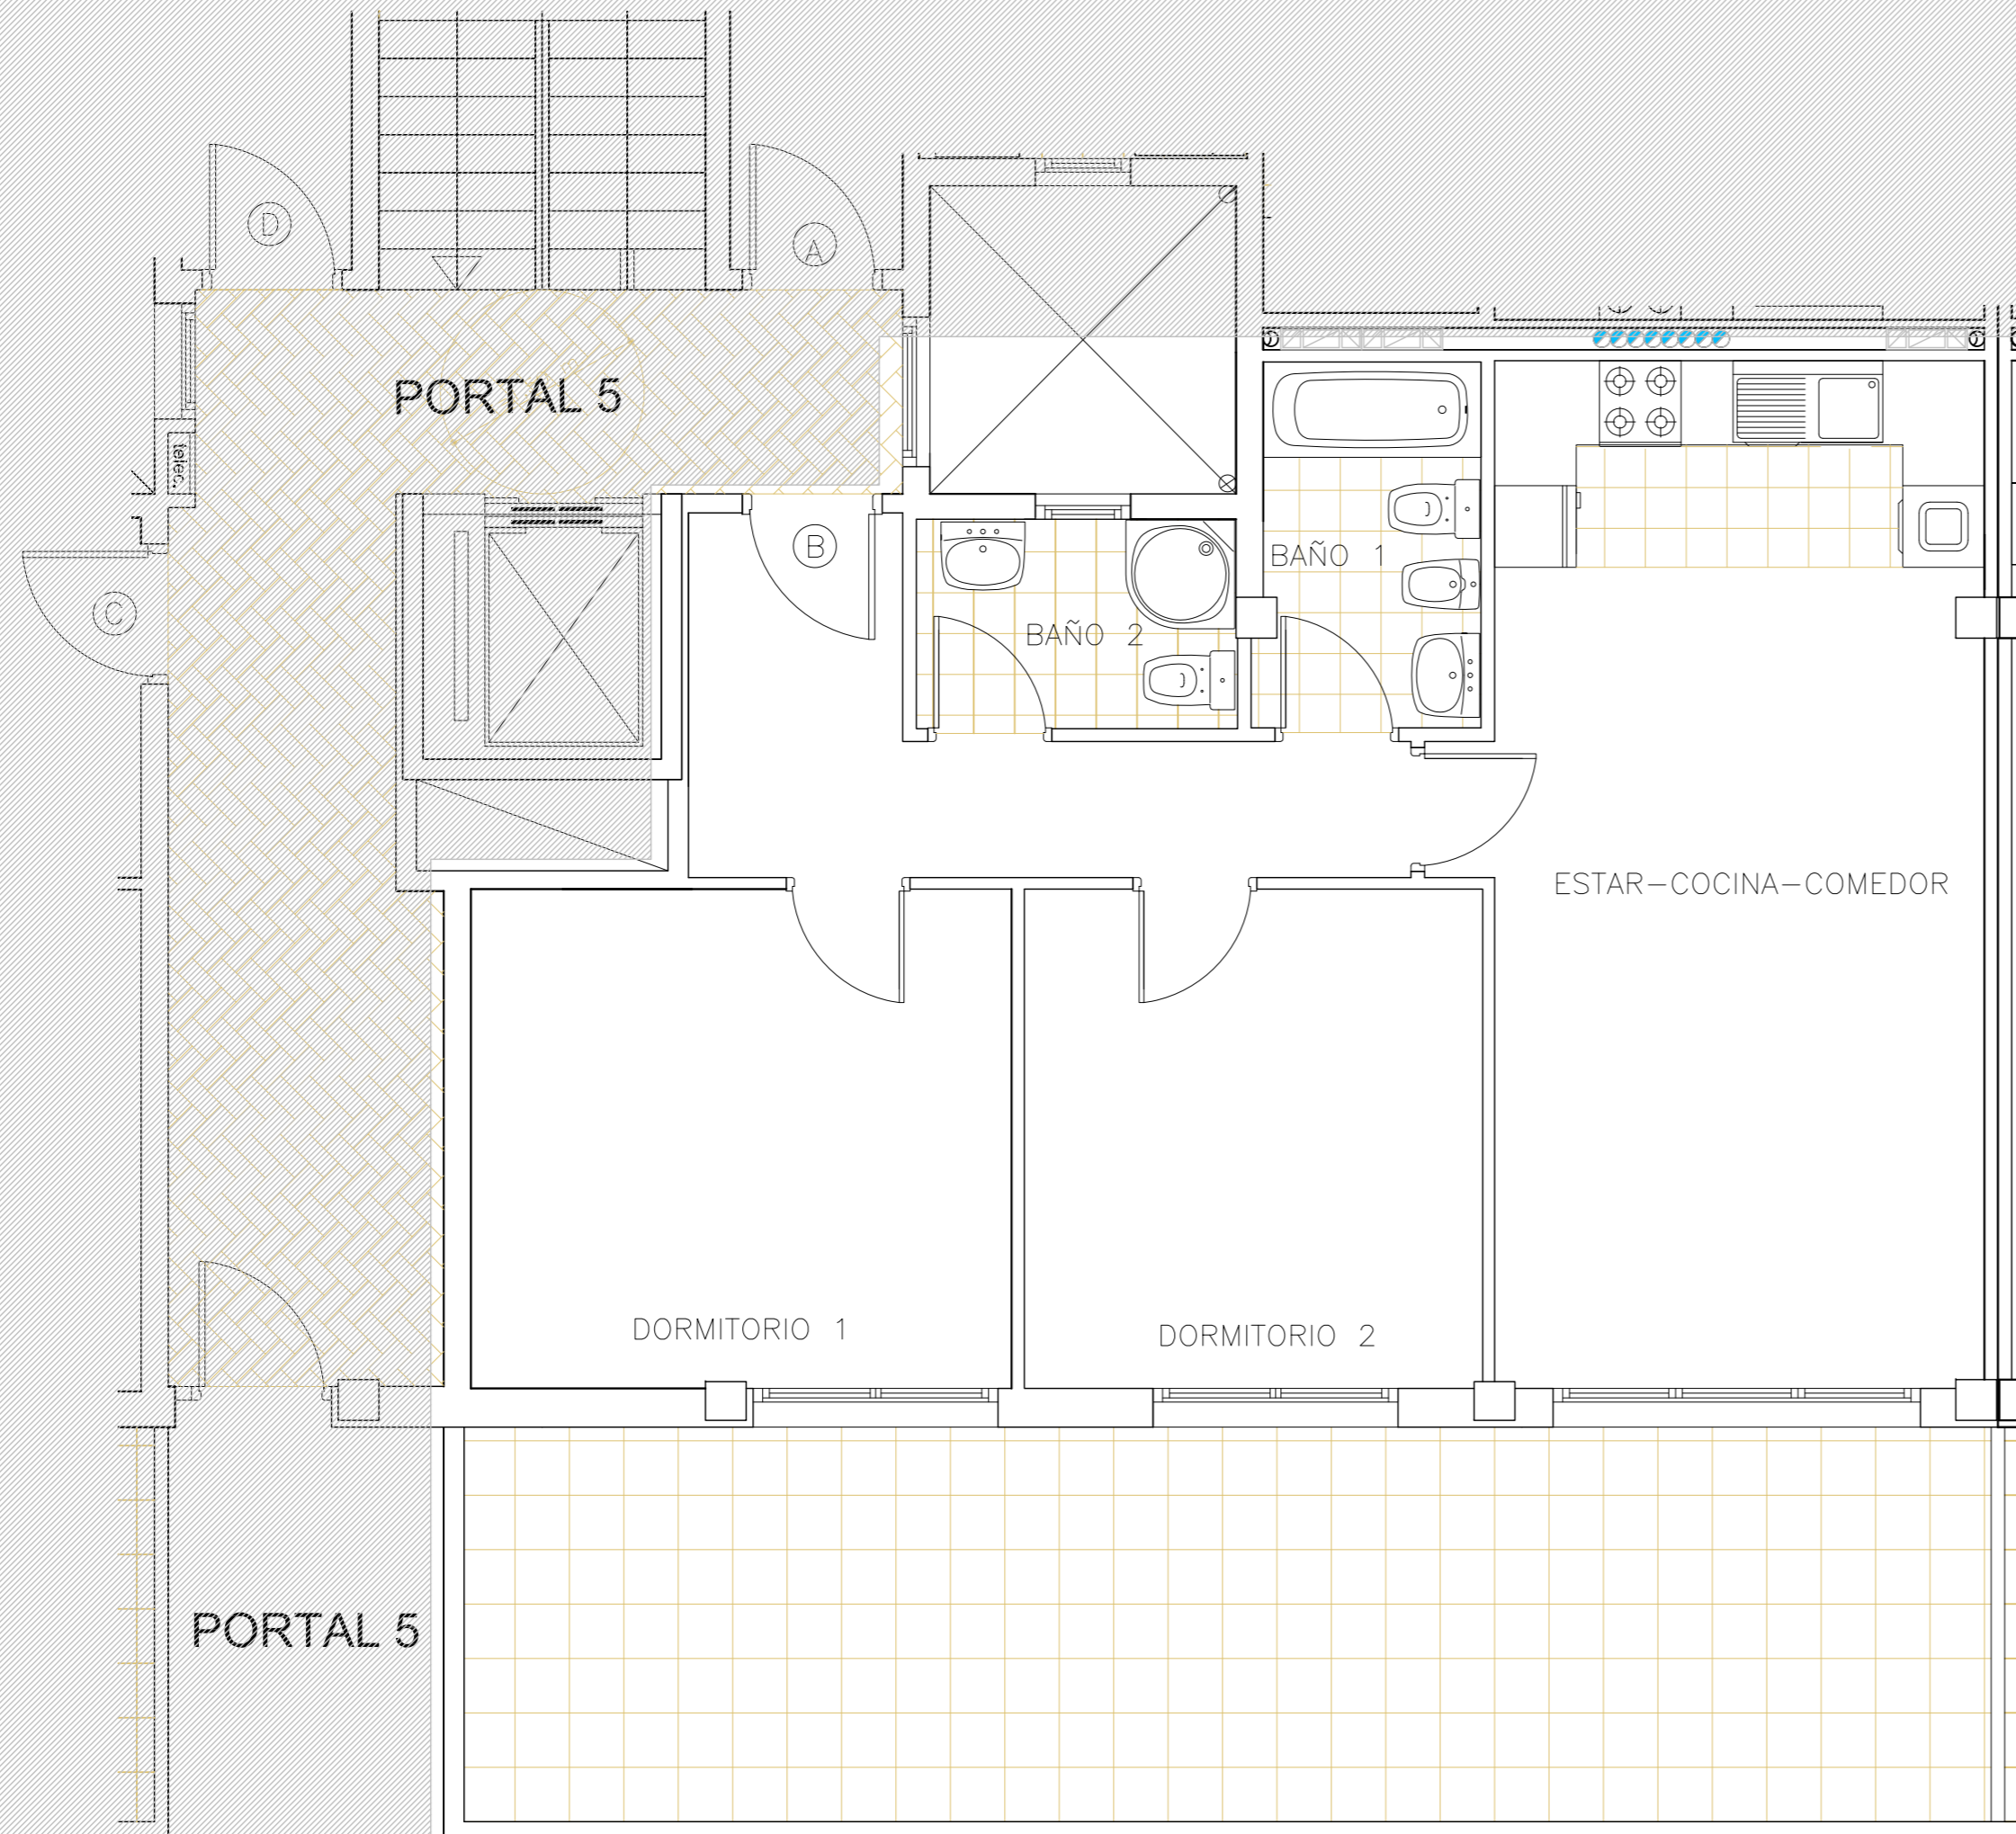 D
A
PORTAL 5
telec.
B
C
BAÑO 1
BAÑO 2
ESTAR-COCINA-COMEDOR
DORMITORIO 1
DORMITORIO 2
PORTAL 5